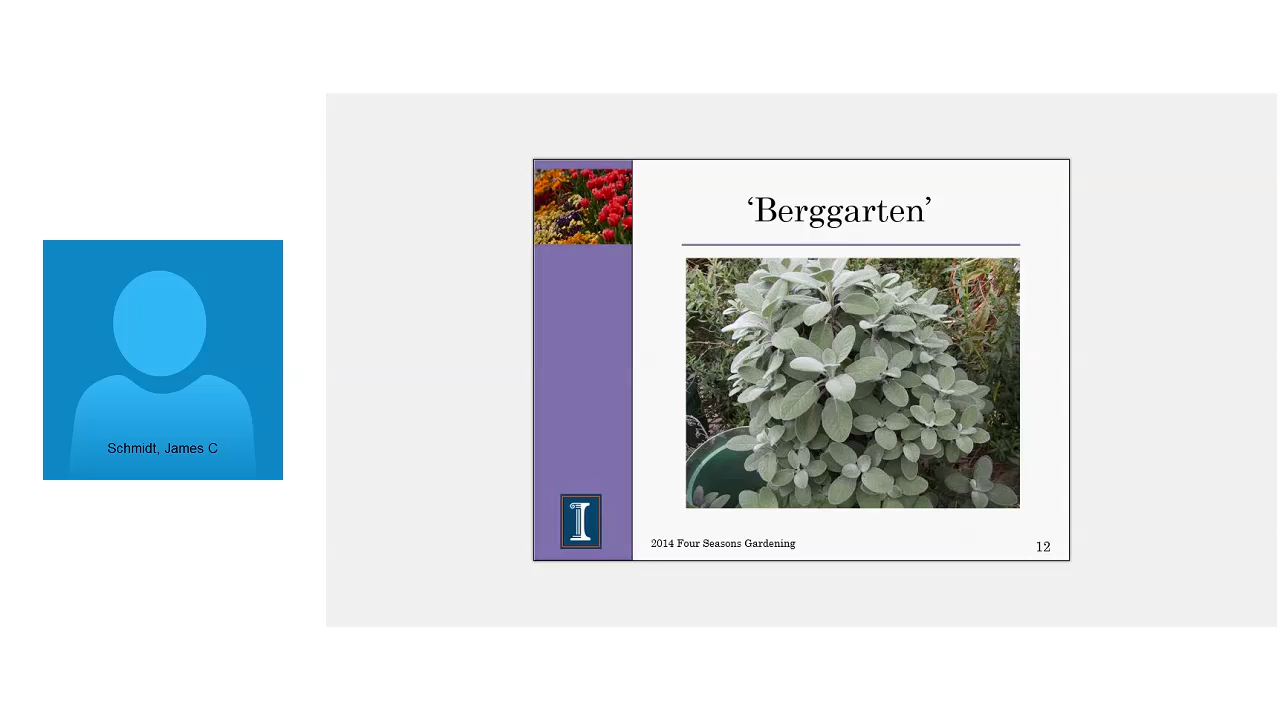 Schmidt, James C
‘Berggarten’
2014 Four Seasons Gardening
12